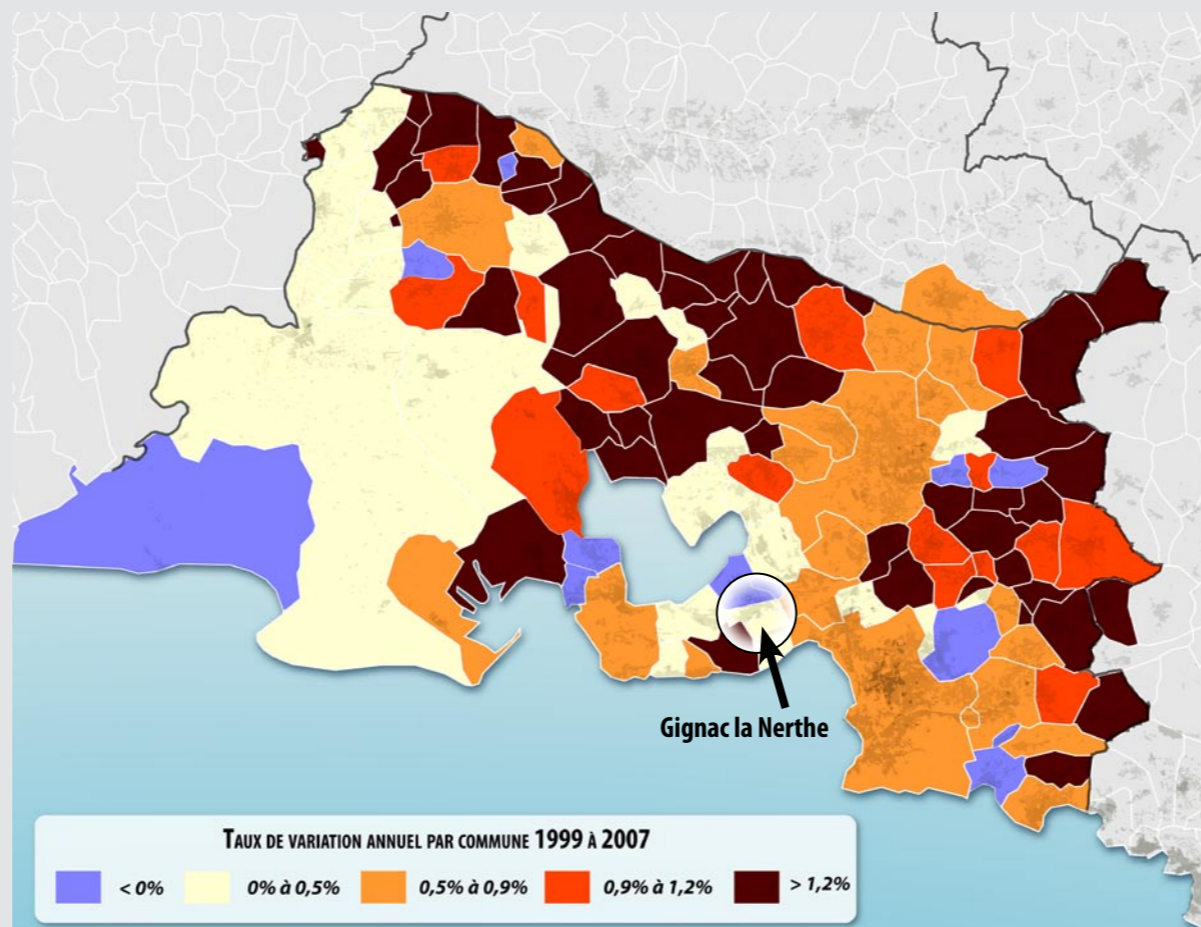 Gignac la Nerthe
TAUX DE VARIATION ANNUEL PAR COMMUNE 1999 À 2007
< 0% 0% à 0,5% 0,5% à 0,9% 0,9% à 1,2% > 1,2%